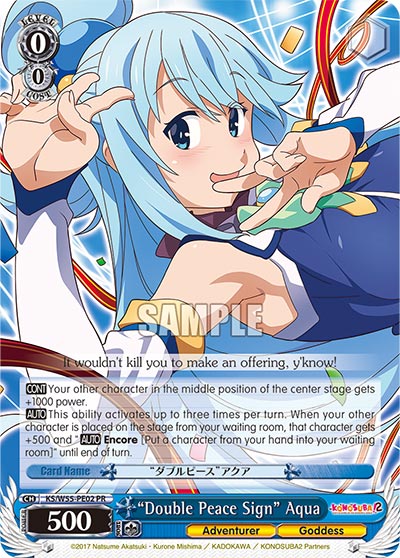 LEVEL
0
0
COST
SAMPLE
It wouldn't kill you to make an offering, y'know!
CONT Your other character in the middle position of the center stage gets
+1000 power.
AUTO This ability activates up to three times per turn. When your other
character is placed on the stage from your waiting room, that character
gets +500 and "AUTO Encore [Put a character from your hand into your waiting
room]" until end of turn.
Card Name
"ダブルピース"アクア
CH
KS/W55-PE02 PR
POWER
500
"Double Peace Sign" Aqua
KONOSUBA 2
Adventurer
Goddess
©2017 Natsume Akatsuki・Kurone Mishima / KADOKAWA / KONOSUBA2 Partners